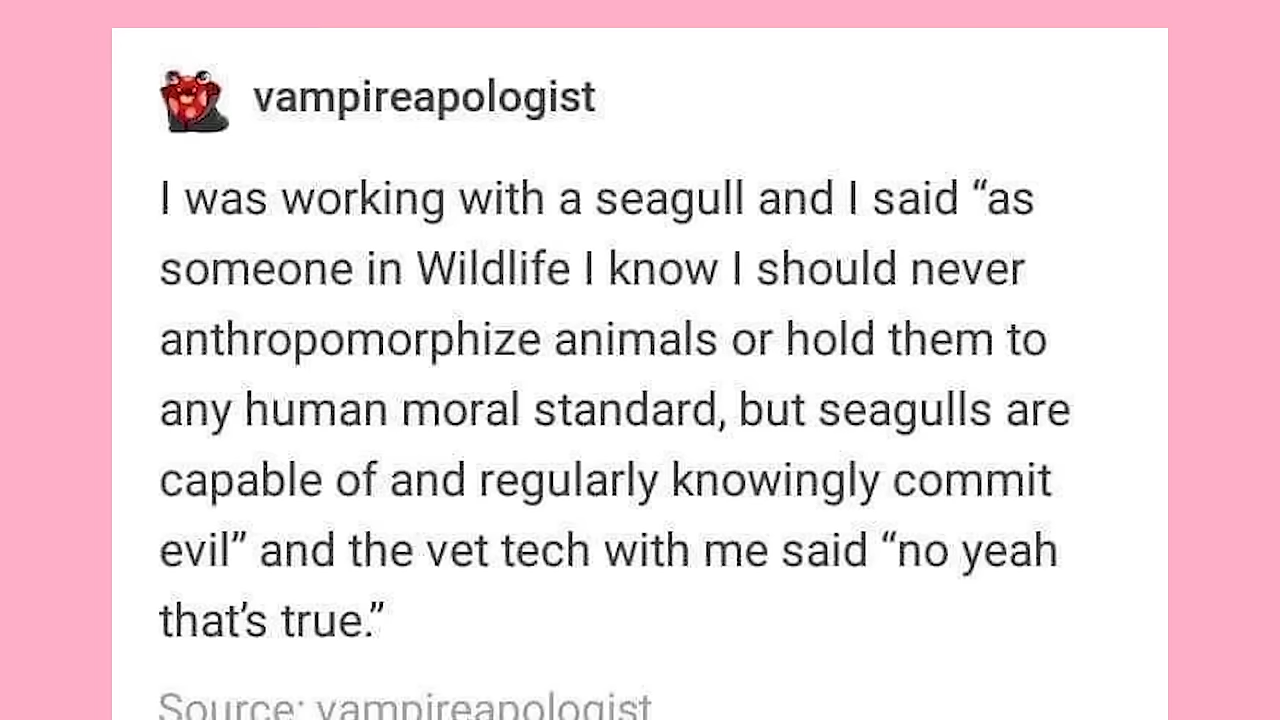 vampireapologist
I was working with a seagull and I said “as
someone in Wildlife I know I should never
anthropomorphize animals or hold them to
any human moral standard, but seagulls are
capable of and regularly knowingly commit
evil” and the vet tech with me said “no yeah
that’s true.”
Source: vampireapologist